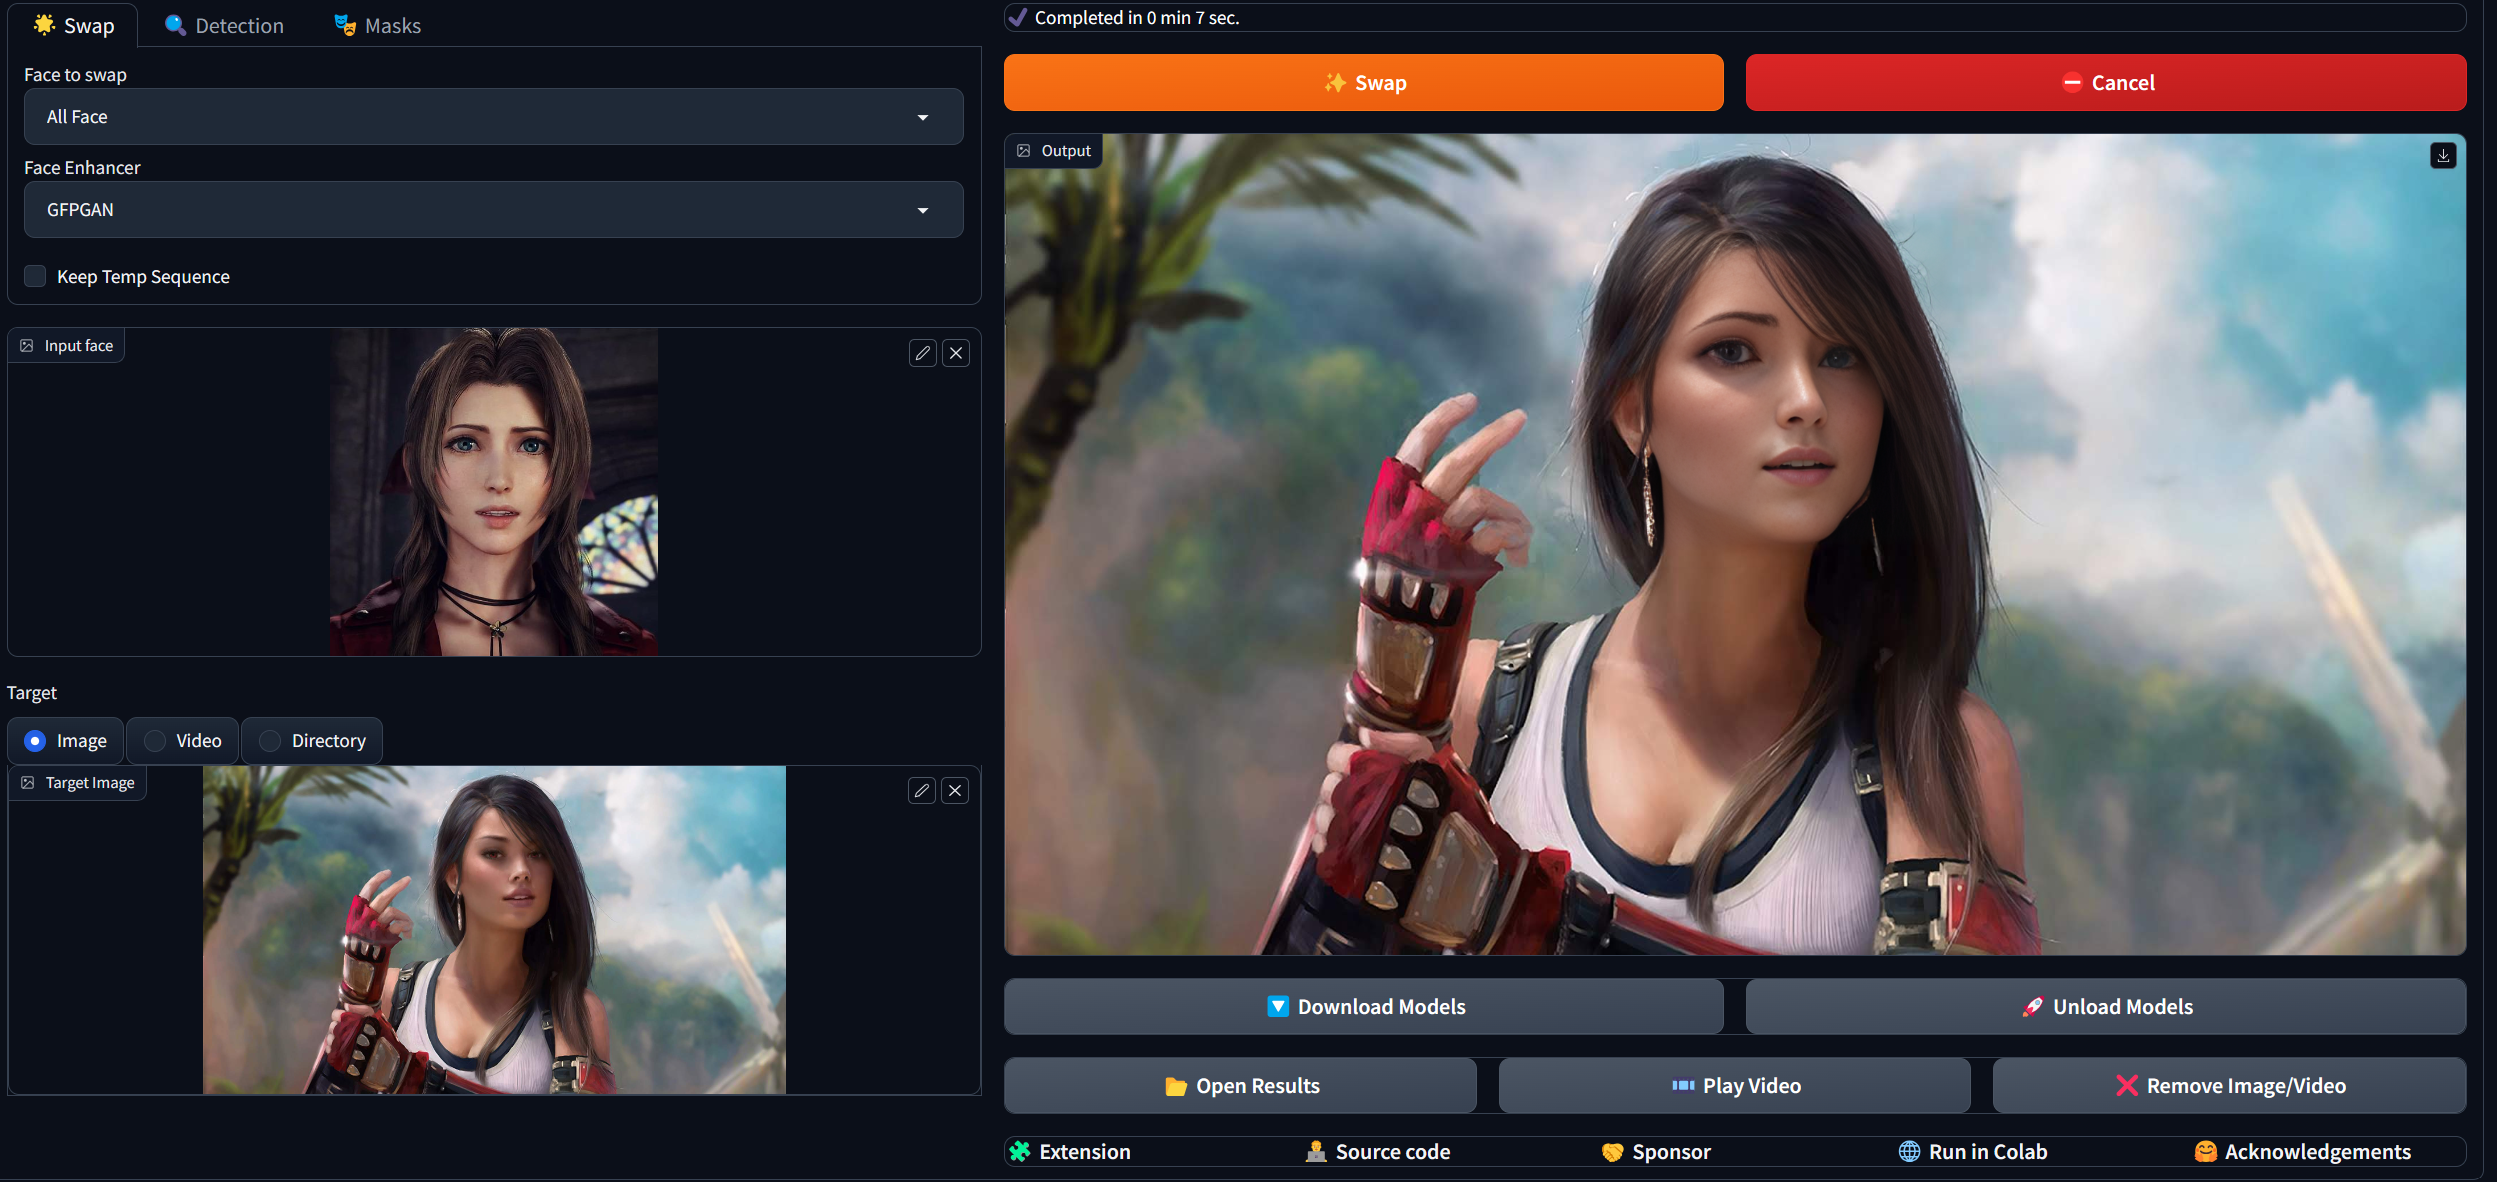 Swap
Detection
Masks
Face to swap
All Face
Face Enhancer
GFPGAN
Keep Temp Sequence
Input face
Target
Image
Video
Directory
Target Image
Completed in 0 min 7 sec.
Swap
Cancel
Output
Download Models
Unload Models
Open Results
Play Video
Remove Image/Video
Extension
Source code
Sponsor
Run in Colab
Acknowledgements